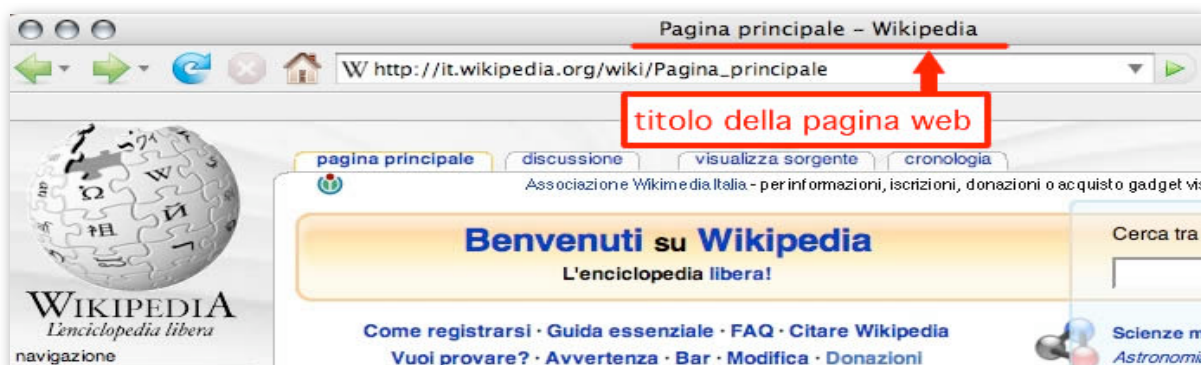 Pagina principale – Wikipedia
W http://it.wikipedia.org/wiki/Pagina_principale
titolo della pagina web
pagina principale discussione visualizza sorgente cronologia
Associazione Wikimedia Italia - per informazioni, iscrizioni, donazioni o acquisto gadget
Benvenuti su Wikipedia
Cerca tra
L'enciclopedia libera!
WIKIPEDIA
L'enciclopedia libera
navigazione
Come registrarsi · Guida essenziale · FAQ · Citare Wikipedia
Vuoi provare? · Avvertenza · Bar · Modifica · Donazioni
Scienze